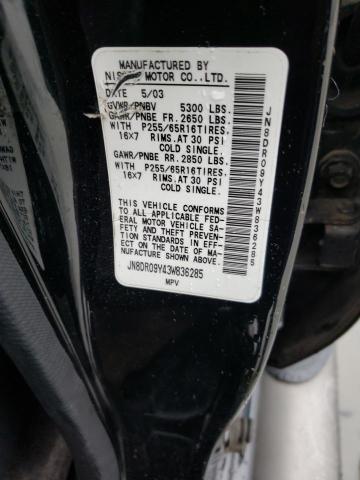 MANUFACTURED BY
NISSAN MOTOR CO., LTD.
DATE 5/03
GVWR/PNBV 5300 LBS.
GAWR/PNBE FR. 2650 LBS.
WITH P255/65R16TIRES,
16X7 RIMS.AT 30 PSI
COLD SINGLE.
GAWR/PNBE RR. 2850 LBS.
WITH P255/65R16TIRES,
16X7 RIMS.AT 30 PSI
COLD SINGLE.
THIS VEHICLE CONFORMS
TO ALL APPLICABLE FED-
ERAL MOTOR VEHICLE SA-
FETY AND THEFT PREVEN-
TION STANDARDS IN EFF-
ECT ON THE DATE OF MA-
NUFACTURE SHOWN ABOVE.
JN8DR09Y43W836285
MPV
JN8DR09Y43W836285